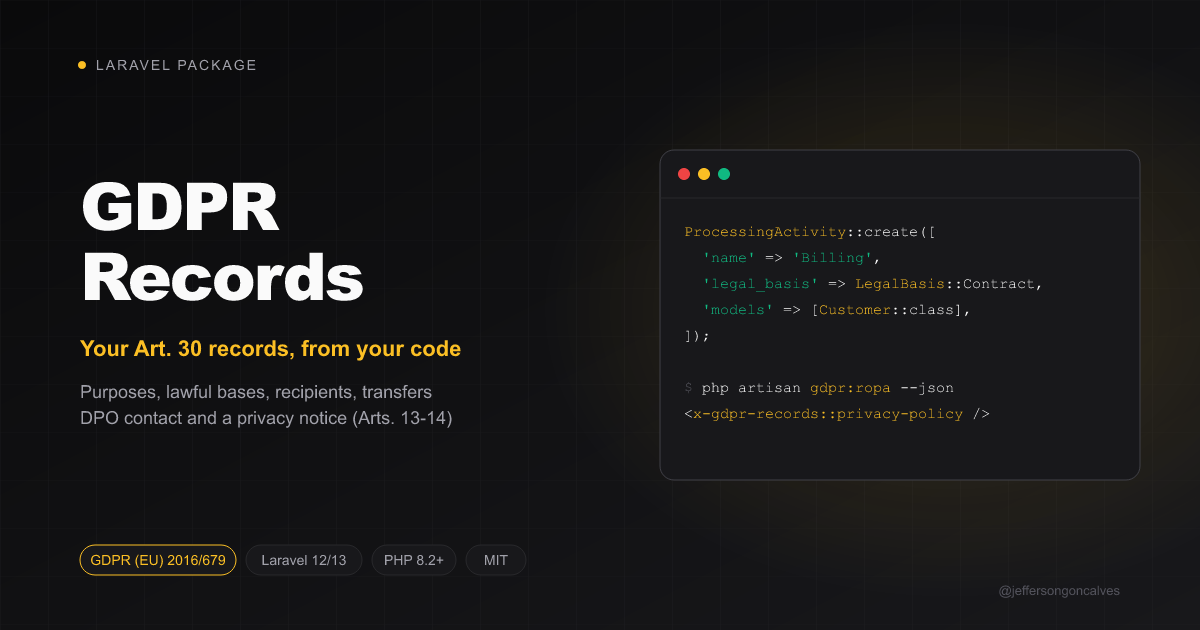 LARAVEL PACKAGE
GDPR
Records
Your Art. 30 records, from your code
Purposes, lawful bases, recipients, transfers
DPO contact and a privacy notice (Arts. 13-14)
ProcessingActivity::create([
'name' => 'Billing',
'legal_basis' => LegalBasis::Contract,
'models' => [Customer::class],
]);
$ php artisan gdpr:ropa --json
<x-gdpr-records::privacy-policy />
GDPR (EU) 2016/679
Laravel 12/13
PHP 8.2+
MIT
@jeffersongoncalves